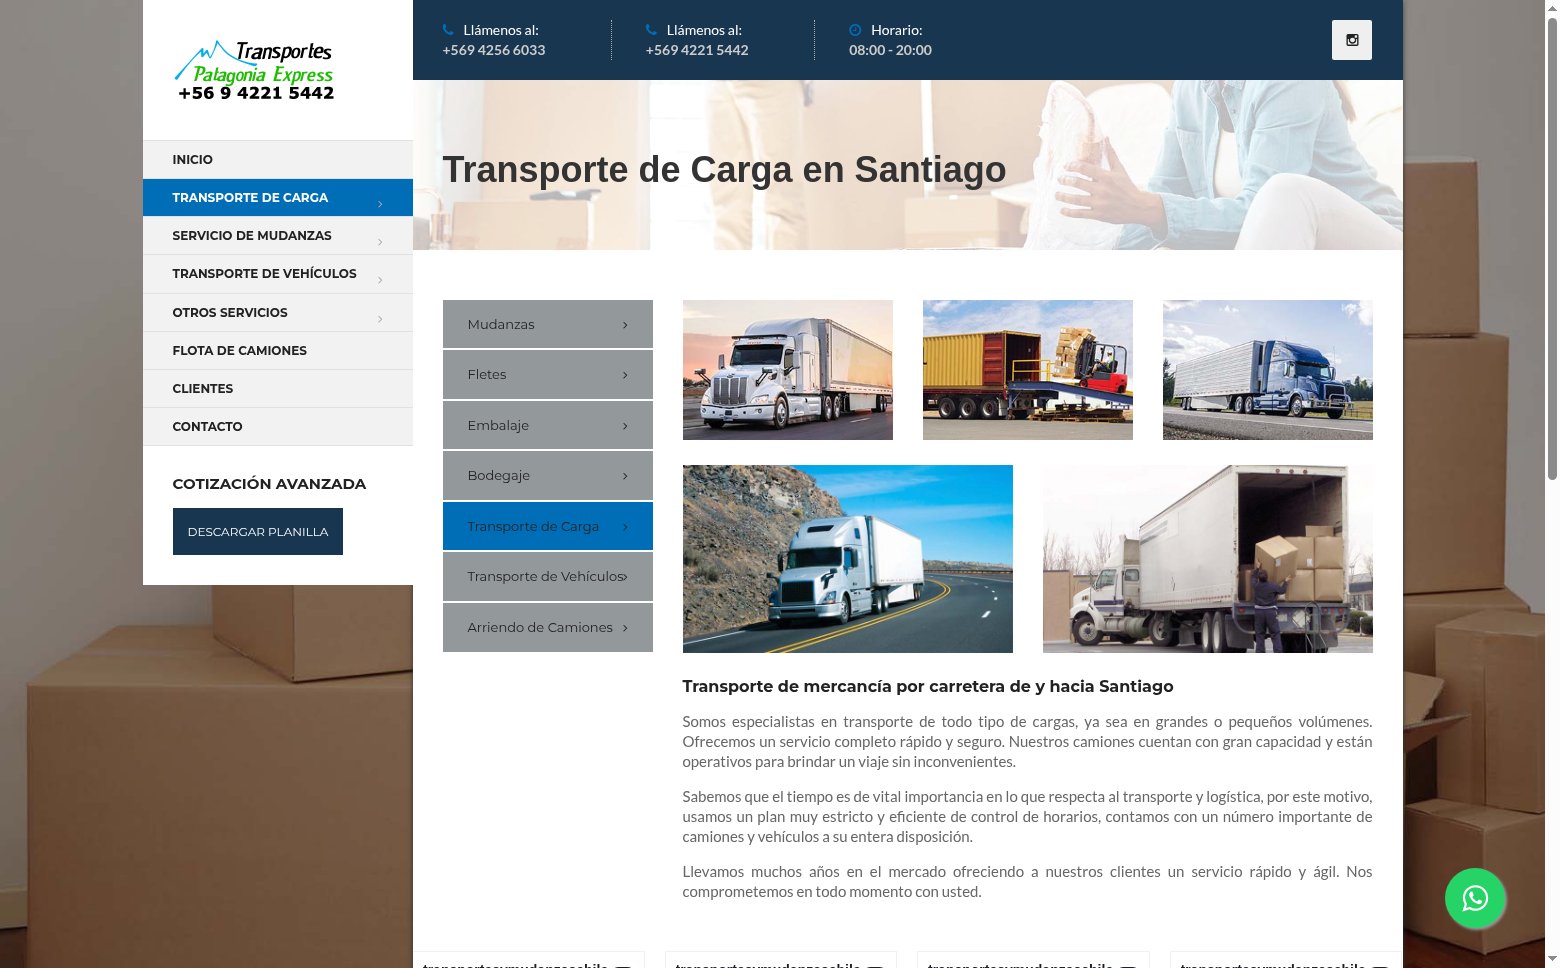 Transportes
Patagonia Express
+56 9 4221 5442
Llámenos al:
+569 4256 6033
Llámenos al:
+569 4221 5442
Horario:
08:00 - 20:00
INICIO
TRANSPORTE DE CARGA
SERVICIO DE MUDANZAS
TRANSPORTE DE VEHÍCULOS
OTROS SERVICIOS
FLOTA DE CAMIONES
CLIENTES
CONTACTO
COTIZACIÓN AVANZADA
DESCARGAR PLANILLA
Transporte de Carga en Santiago
Mudanzas
Fletes
Embalaje
Bodegaje
Transporte de Carga
Transporte de Vehículos
Arriendo de Camiones
Transporte de mercancía por carretera de y hacia Santiago
Somos especialistas en transporte de todo tipo de cargas, ya sea en grandes o pequeños volúmenes.
Ofrecemos un servicio completo rápido y seguro. Nuestros camiones cuentan con gran capacidad y están
operativos para brindar un viaje sin inconvenientes.
Sabemos que el tiempo es de vital importancia en lo que respecta al transporte y logística, por este motivo,
usamos un plan muy estricto y eficiente de control de horarios, contamos con un número importante de
camiones y vehículos a su entera disposición.
Llevamos muchos años en el mercado ofreciendo a nuestros clientes un servicio rápido y ágil. Nos
comprometemos en todo momento con usted.